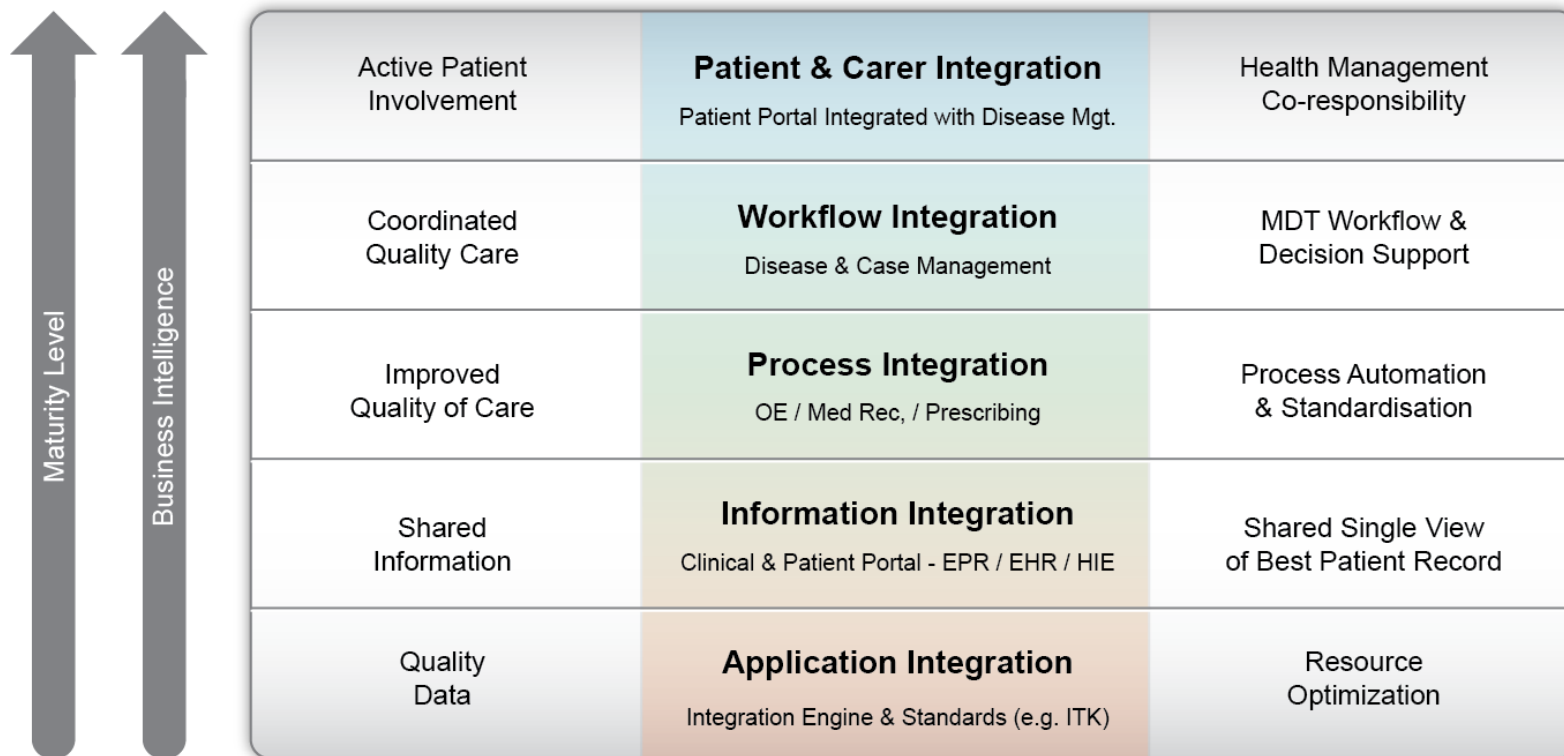 Maturity Level
Business Intelligence
Active Patient
Involvement
Patient & Carer Integration
Patient Portal Integrated with Disease Mgt.
Health Management
Co-responsibility
Coordinated
Quality Care
Workflow Integration
Disease & Case Management
MDT Workflow &
Decision Support
Improved
Quality of Care
Process Integration
OE / Med Rec, / Prescribing
Process Automation
& Standardisation
Shared
Information
Information Integration
Clinical & Patient Portal - EPR / EHR / HIE
Shared Single View
of Best Patient Record
Quality
Data
Application Integration
Integration Engine & Standards (e.g. ITK)
Resource
Optimization